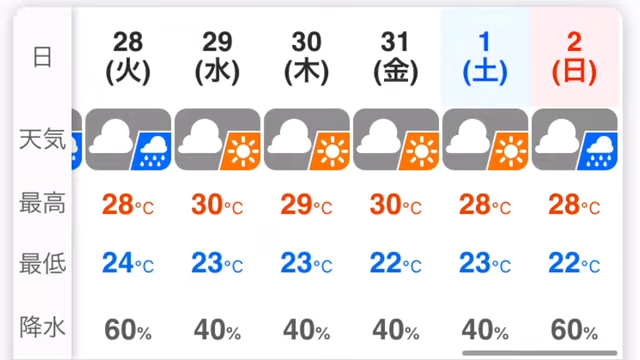 日 28 29 30 31 1 2
(火) (水) (木) (金) (土) (日)
天気
最高 28℃ 30℃ 29℃ 30℃ 28℃ 28℃
最低 24℃ 23℃ 23℃ 22℃ 23℃ 22℃
降水 60% 40% 40% 40% 40% 60%